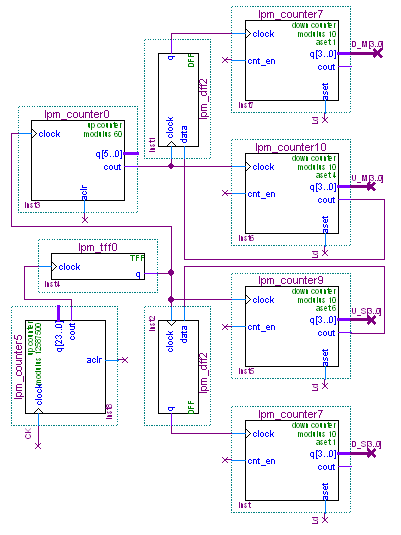 lpm_counter7
down counter
modulus 10
aset 1
clock
q[3..0]
cnt_en
cout
aset
inst7
Ld
D_M[3..0]
lpm_dff2
DFF
q
clock
data
inst1
lpm_counter0
up counter
modulus 60
clock
q[5..0]
cout
aclr
inst3
lpm_counter10
down counter
modulus 10
aset 4
clock
q[3..0]
cnt_en
cout
aset
inst6
Ld
U_M[3..0]
lpm_tff0
TFF
clock
q
inst4
lpm_counter9
down counter
modulus 10
aset 6
clock
q[3..0]
cnt_en
cout
aset
inst5
Ld
U_S[3..0]
lpm_counter5
up counter
q[23..0]
cout
aclr
clock
inst8
lpm_dff2
inst2
clock
data
q
DFF
lpm_counter7
down counter
modulus 10
aset 1
clock
q[3..0]
cnt_en
cout
aset
inst
Ld
D_S[3..0]